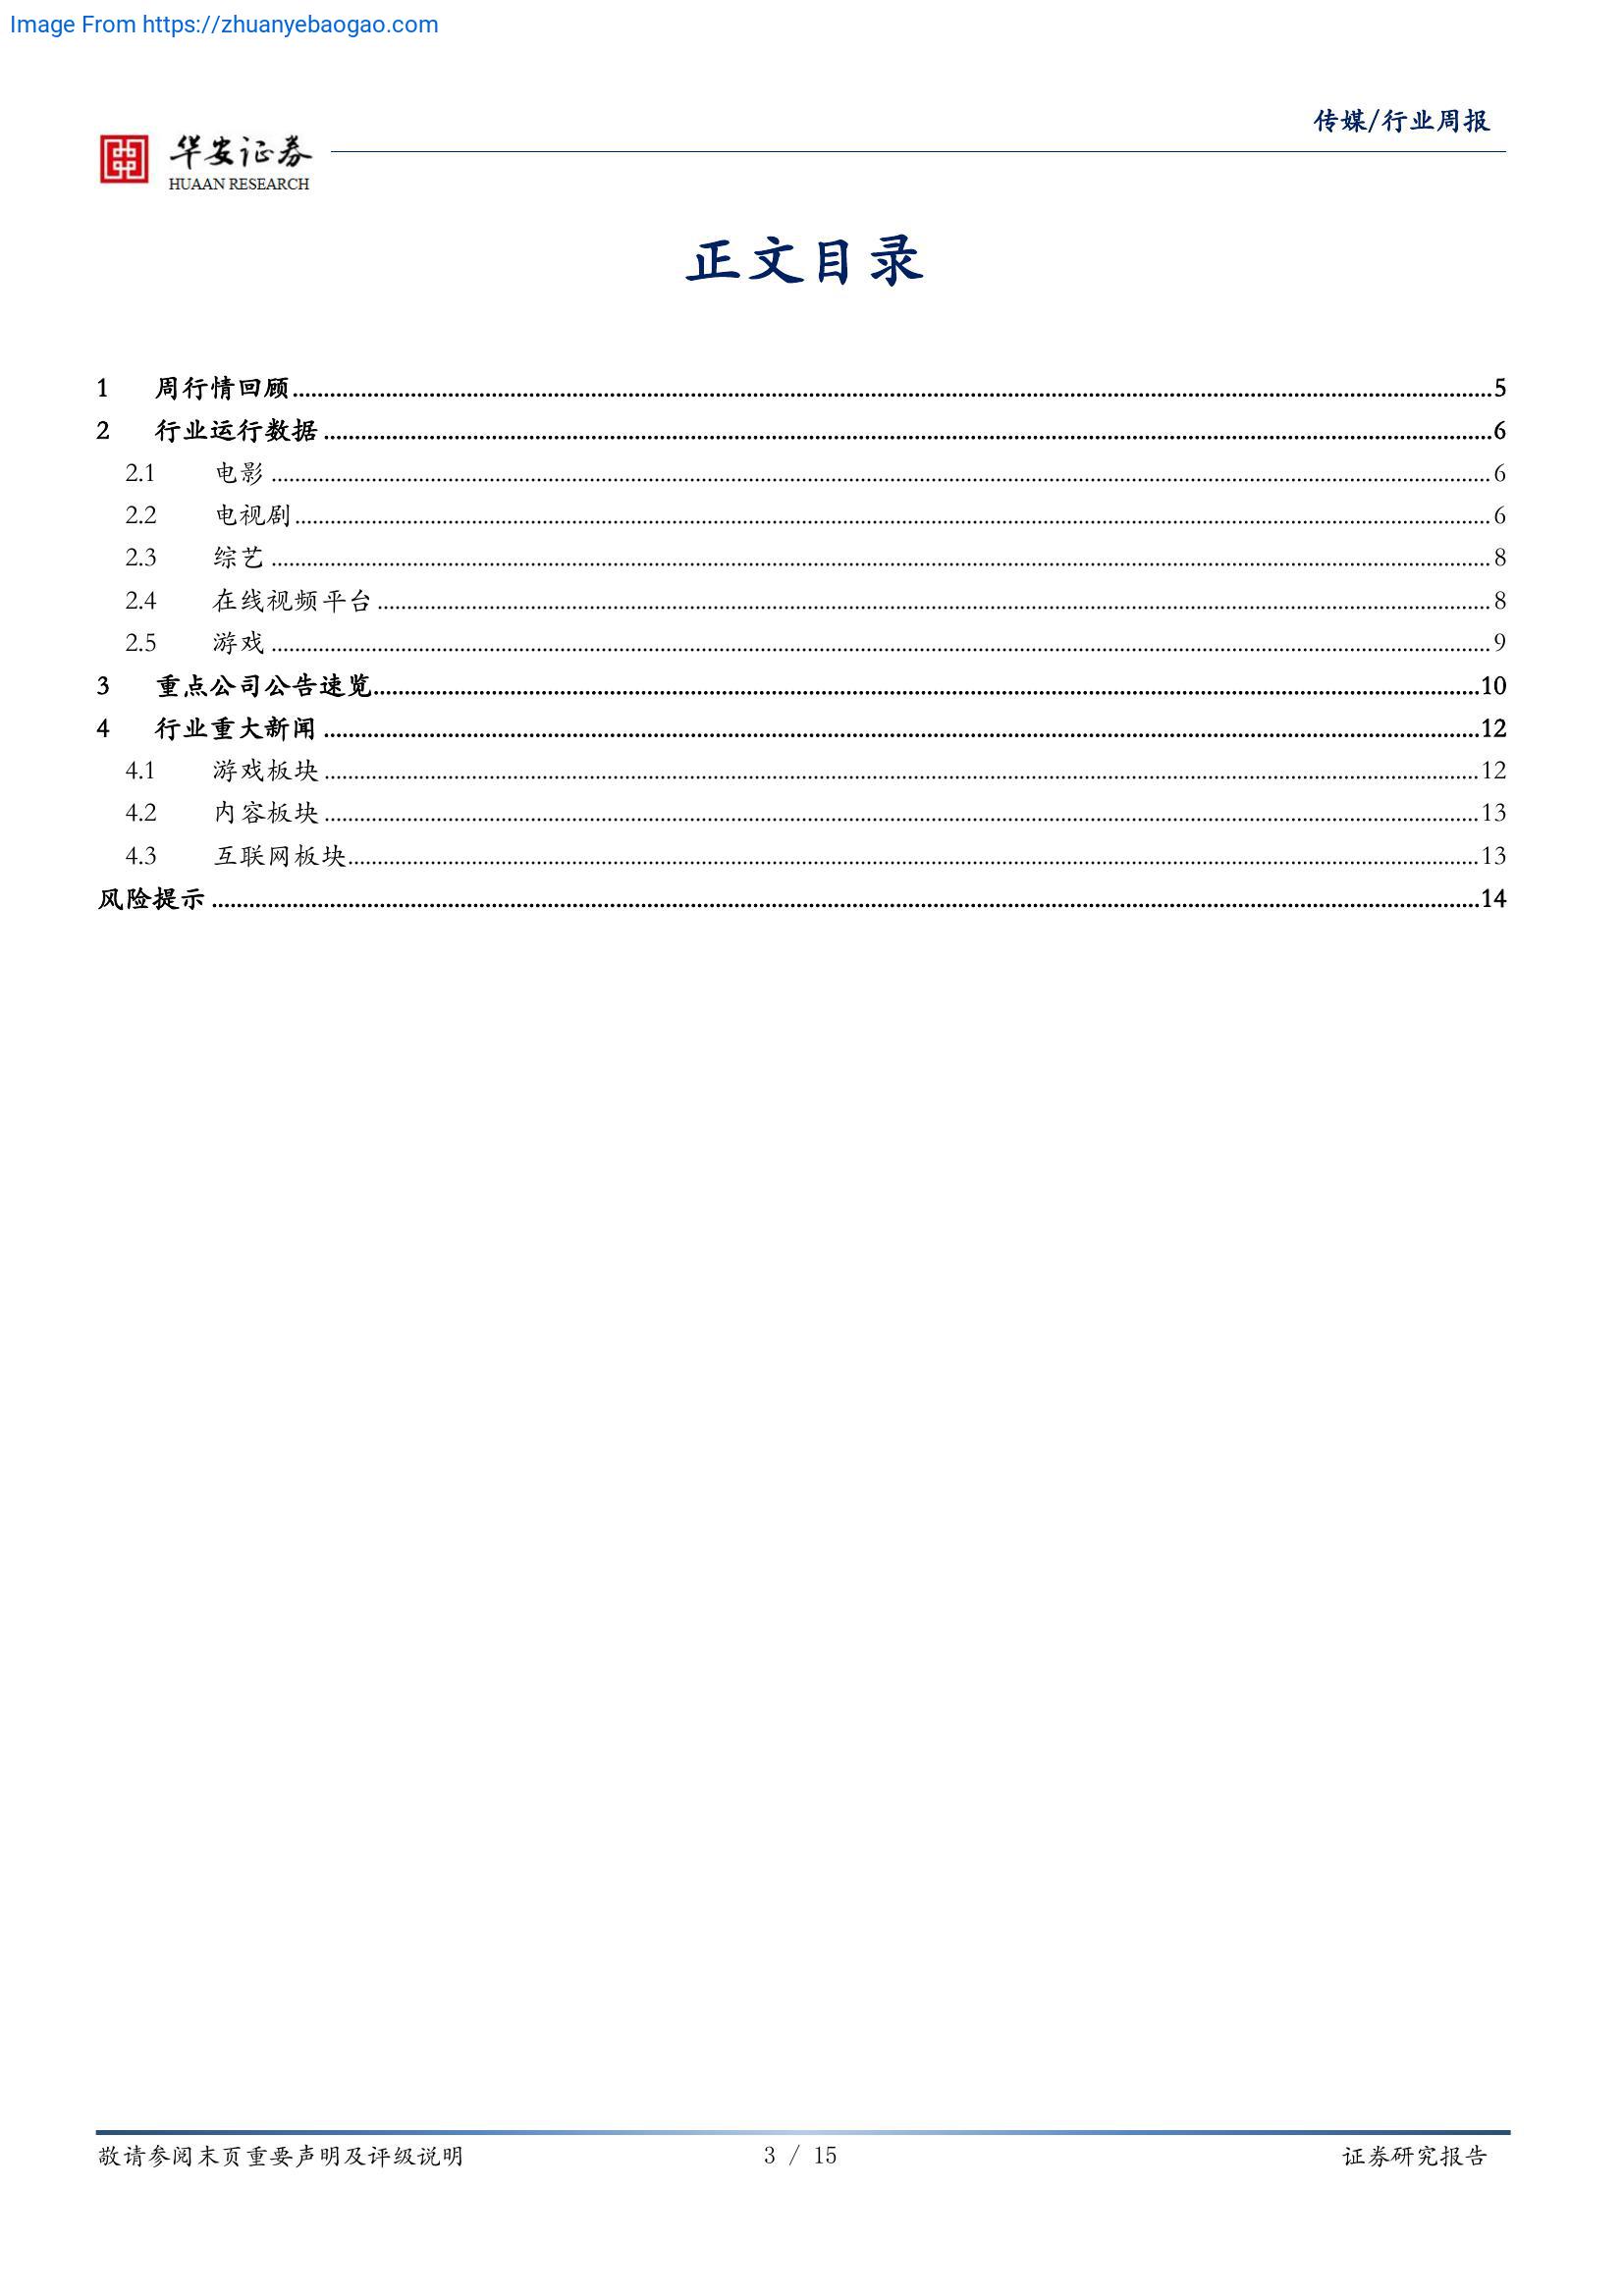 Image From https://zhuanyebaogao.com
传媒/行业周报
华安证券
HUAAN RESEARCH
正文目录
1 周行情回顾....................5
2 行业运行数据....................6
2.1 电影....................6
2.2 电视剧....................6
2.3 综艺....................8
2.4 在线视频平台....................8
2.5 游戏....................9
3 重点公司公告速览....................10
4 行业重大新闻....................12
4.1 游戏板块....................12
4.2 内容板块....................13
4.3 互联网板块....................13
风险提示....................14
敬请参阅末页重要声明及评级说明 3 / 15 证券研究报告